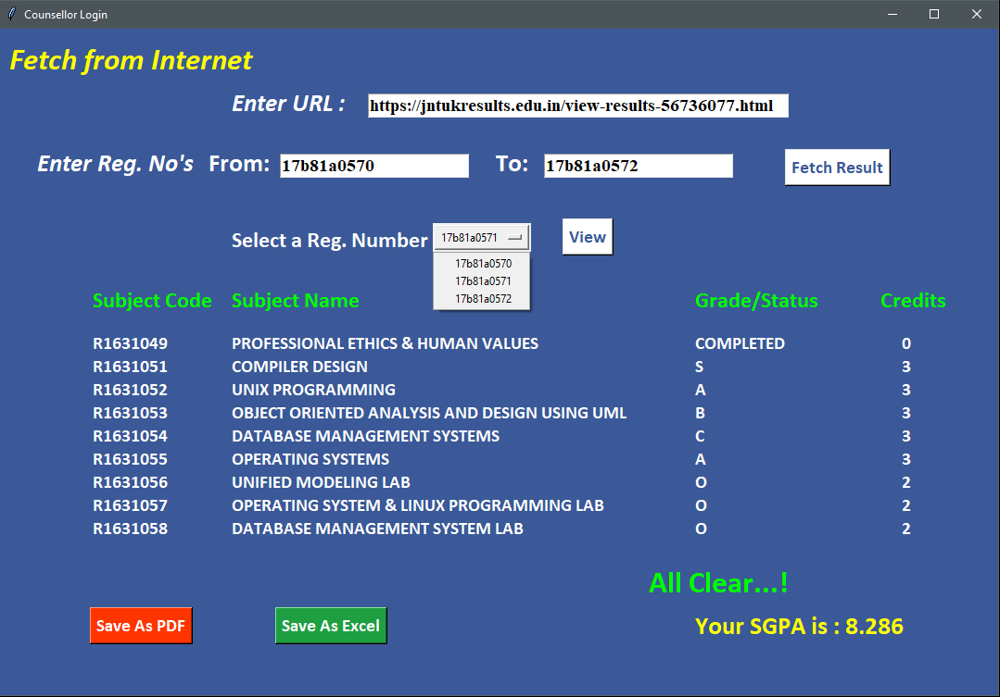 Counsellor Login
Fetch from Internet
Enter URL : https://jntukresults.edu.in/view-results-56736077.html
Enter Reg. No's From: 17b81a0570 To: 17b81a0572 Fetch Result
Select a Reg. Number 17b81a0571 View
17b81a0570
17b81a0571
17b81a0572
Subject Code Subject Name Grade/Status Credits
R1631049 PROFESSIONAL ETHICS & HUMAN VALUES COMPLETED 0
R1631051 COMPILER DESIGN S 3
R1631052 UNIX PROGRAMMING A 3
R1631053 OBJECT ORIENTED ANALYSIS AND DESIGN USING UML B 3
R1631054 DATABASE MANAGEMENT SYSTEMS C 3
R1631055 OPERATING SYSTEMS A 3
R1631056 UNIFIED MODELING LAB O 2
R1631057 OPERATING SYSTEM & LINUX PROGRAMMING LAB O 2
R1631058 DATABASE MANAGEMENT SYSTEM LAB O 2
All Clear...!
Save As PDF Save As Excel Your SGPA is : 8.286